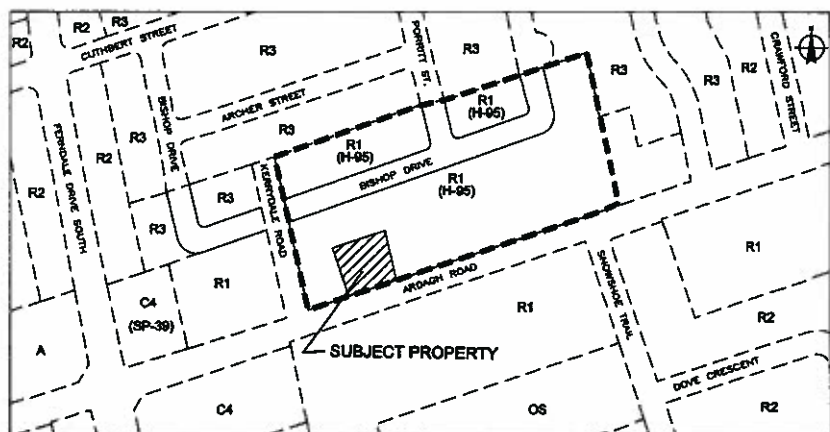 R2
R2
R3
CUTHBERT STREET
R3
PORRITT ST.
R3
R3
R2
CRAWFORD STREET
R3
BISHOP DRIVE
ARCHER STREET
R3
R1
(H-95)
R1
(H-95)
R3
R2
R2
FERNDALE DRIVE SOUTH
R3
KERRYDALE ROAD
BISHOP DRIVE
R1
(H-95)
R3
R1
C4
(SP-39)
ARDAGH ROAD
R1
SNOWSHOE TRAIL
R1
R2
A
SUBJECT PROPERTY
DOVE CRESCENT
C4
OS
R2